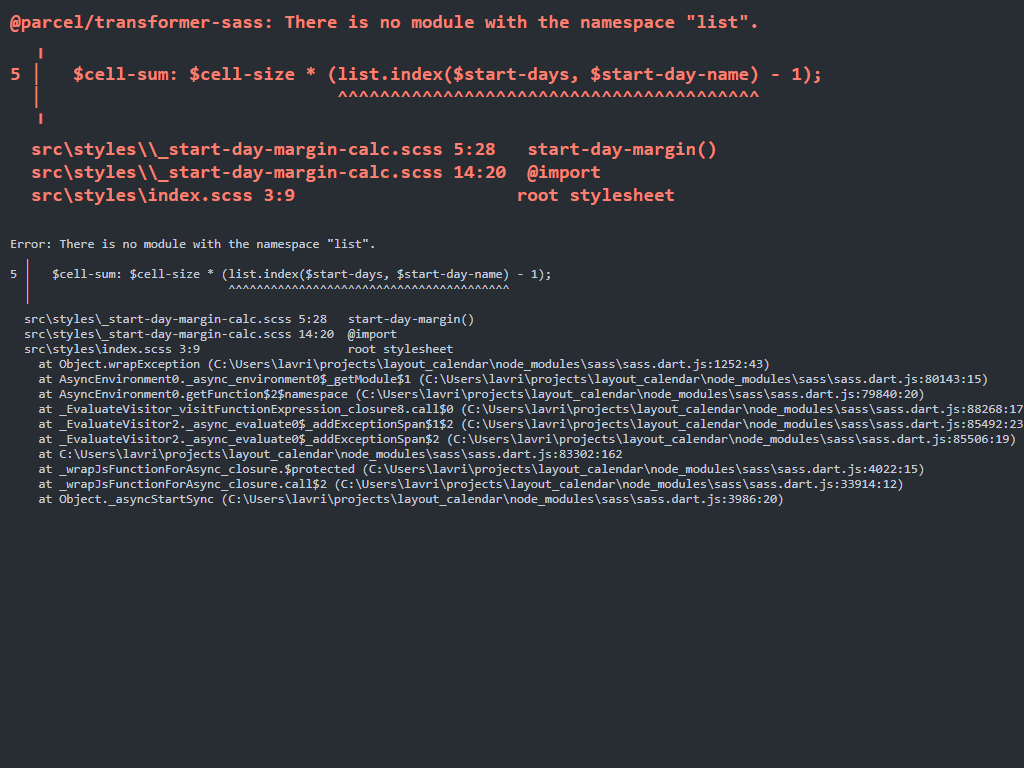 @parcel/transformer-sass: There is no module with the namespace "list".
5 │   $cell-sum: $cell-size * (list.index($start-days, $start-day-name) - 1);
│                            ^^^^^^^^^^^^^^^^^^^^^^^^^^^^^^^^^^^^^^^^
src\styles\\_start-day-margin-calc.scss 5:28   start-day-margin()
src\styles\\_start-day-margin-calc.scss 14:20  @import
src\styles\index.scss 3:9                     root stylesheet
Error: There is no module with the namespace "list".
5 │   $cell-sum: $cell-size * (list.index($start-days, $start-day-name) - 1);
│                            ^^^^^^^^^^^^^^^^^^^^^^^^^^^^^^^^^^^^^^^^
src\styles\_start-day-margin-calc.scss 5:28   start-day-margin()
src\styles\_start-day-margin-calc.scss 14:20  @import
src\styles\index.scss 3:9                     root stylesheet
at Object.wrapException (C:\Users\lavri\projects\layout_calendar\node_modules\sass\sass.dart.js:1252:43)
at AsyncEnvironment0._async_environment0$_getModule$1 (C:\Users\lavri\projects\layout_calendar\node_modules\sass\sass.dart.js:80143:15)
at AsyncEnvironment0.getFunction$2$namespace (C:\Users\lavri\projects\layout_calendar\node_modules\sass\sass.dart.js:79840:20)
at _EvaluateVisitor_visitFunctionExpression_closure8.call$0 (C:\Users\lavri\projects\layout_calendar\node_modules\sass\sass.dart.js:88268:17
at _EvaluateVisitor2._async_evaluate0$_addExceptionSpan$1$2 (C:\Users\lavri\projects\layout_calendar\node_modules\sass\sass.dart.js:85492:23
at _EvaluateVisitor2._async_evaluate0$_addExceptionSpan$2 (C:\Users\lavri\projects\layout_calendar\node_modules\sass\sass.dart.js:85506:19)
at C:\Users\lavri\projects\layout_calendar\node_modules\sass\sass.dart.js:83302:162
at _wrapJsFunctionForAsync_closure.$protected (C:\Users\lavri\projects\layout_calendar\node_modules\sass\sass.dart.js:4022:15)
at _wrapJsFunctionForAsync_closure.call$2 (C:\Users\lavri\projects\layout_calendar\node_modules\sass\sass.dart.js:33914:12)
at Object._asyncStartSync (C:\Users\lavri\projects\layout_calendar\node_modules\sass\sass.dart.js:3986:20)